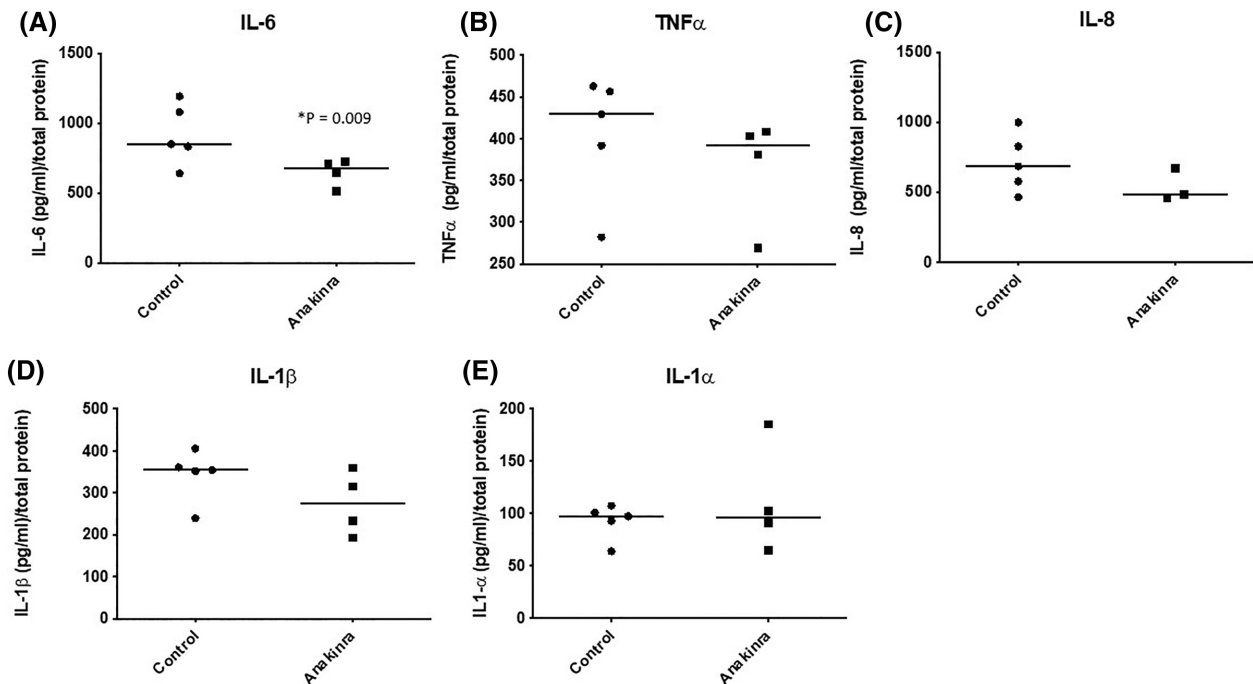 (A)
IL-6
IL-6 (pg/ml)/total protein)
1500
1000
500
0
*P = 0.009
Control
Anakinra
(B)
TNFα
TNFα (pg/ml/total protein)
500
450
400
350
300
250
Control
Anakinra
(C)
IL-8
IL-8 (pg/ml/total protein)
1500
1000
500
0
Control
Anakinra
(D)
IL-1β
IL-1β (pg/ml)/total protein)
500
400
300
200
100
0
Control
Anakinra
(E)
IL-1α
IL1-α (pg/ml)/total protein)
200
150
100
50
0
Control
Anakinra